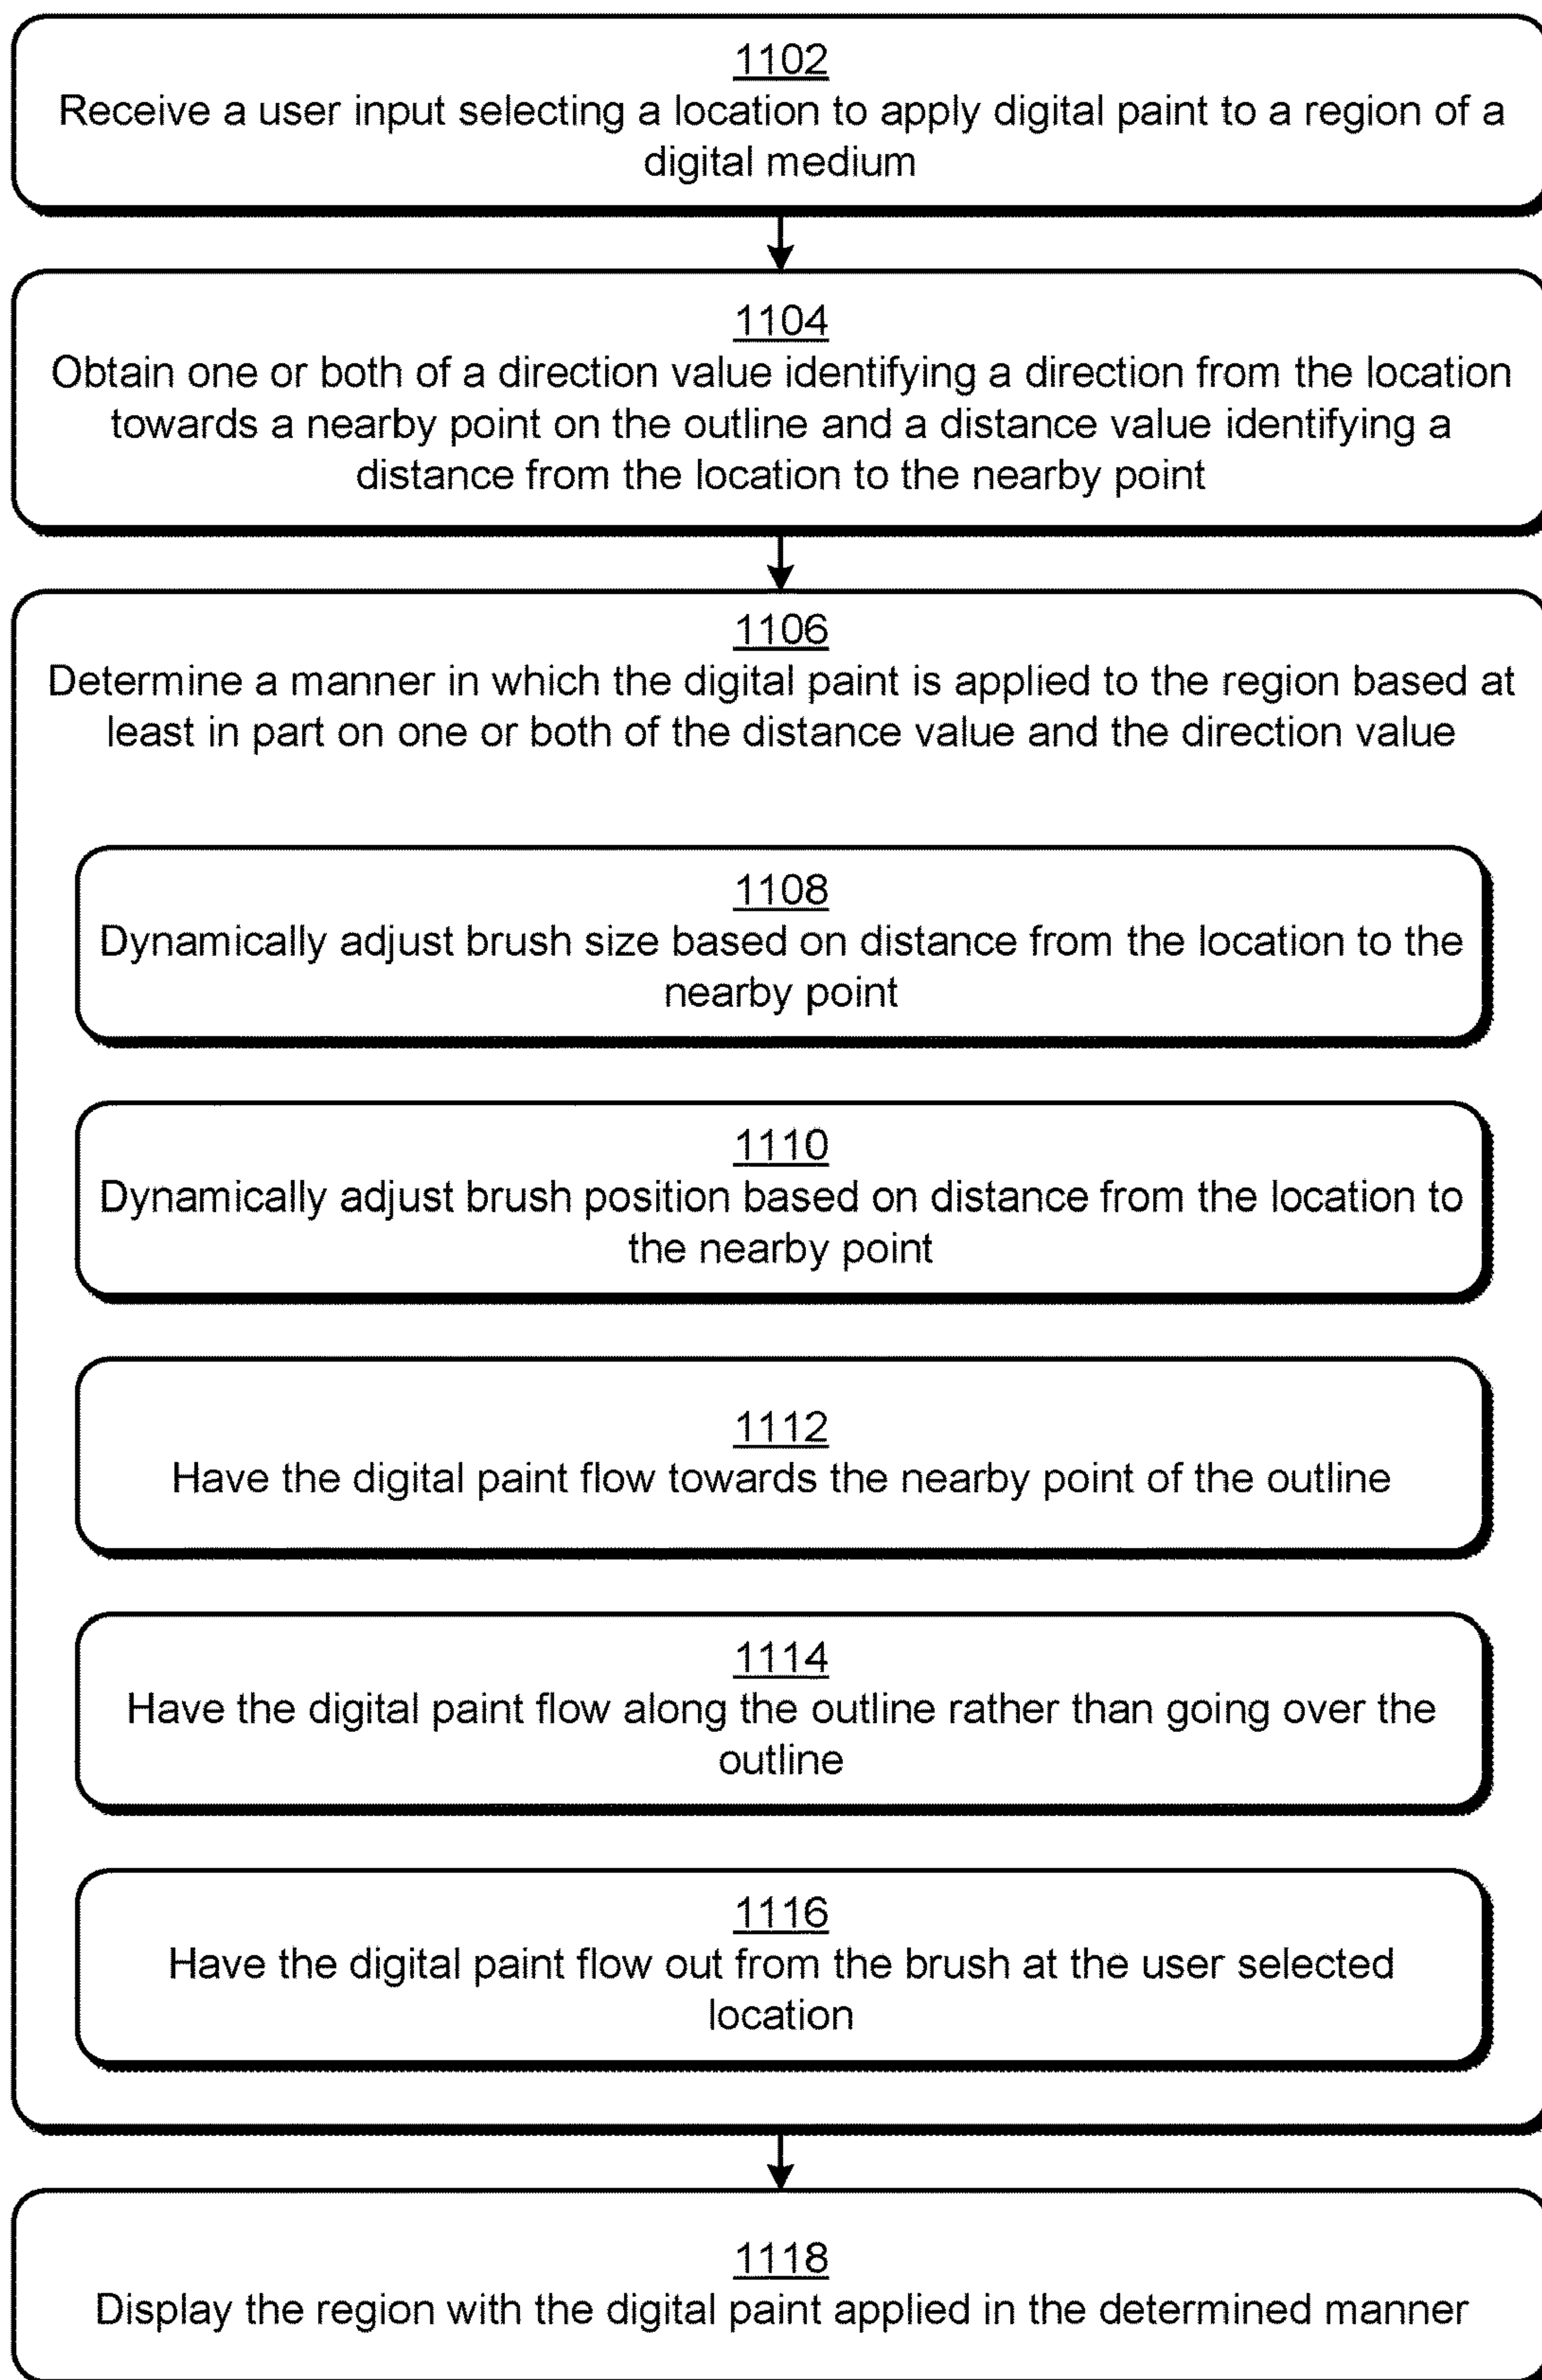 1102
Receive a user input selecting a location to apply digital paint to a region of a
digital medium
1104
Obtain one or both of a direction value identifying a direction from the location
towards a nearby point on the outline and a distance value identifying a
distance from the location to the nearby point
1106
Determine a manner in which the digital paint is applied to the region based at
least in part on one or both of the distance value and the direction value
1108
Dynamically adjust brush size based on distance from the location to the
nearby point
1110
Dynamically adjust brush position based on distance from the location to
the nearby point
1112
Have the digital paint flow towards the nearby point of the outline
1114
Have the digital paint flow along the outline rather than going over the
outline
1116
Have the digital paint flow out from the brush at the user selected
location
1118
Display the region with the digital paint applied in the determined manner